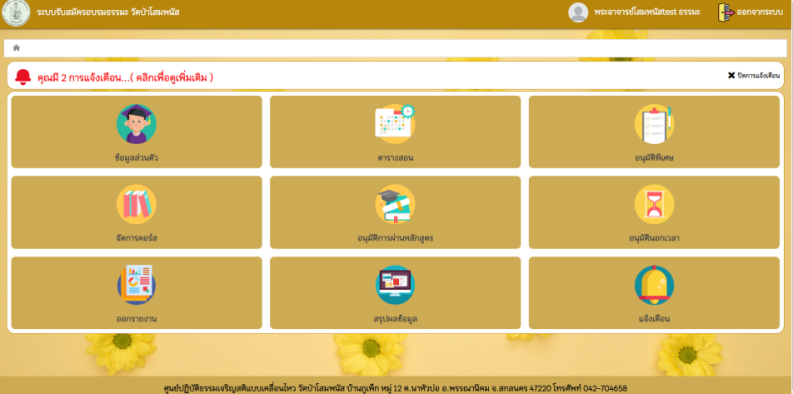 ระบบรับสมัครอบรมธรรมะ วัดป่าโสมพนัส
พระอาจารย์โสมพนัสtest ธรรมะ
ออกจากระบบ
คุณมี 2 การแจ้งเตือน...( คลิกเพื่อดูเพิ่มเติม )
ปิดการแจ้งเตือน
ข้อมูลส่วนตัว
ตารางสอน
อนุมัติพิเศษ
จัดการคอร์ส
อนุมัติการผ่านหลักสูตร
อนุมัตินอกเวลา
ออกรายงาน
สรุปผลข้อมูล
แจ้งเตือน
ศูนย์ปฏิบัติธรรมเจริญสติแบบเคลื่อนไหว วัดป่าโสมพนัส บ้านภูเพ็ก หมู่ 12 ต.นาหัวบ่อ อ.พรรณานิคม จ.สกลนคร 47220 โทรศัพท์ 042-704658